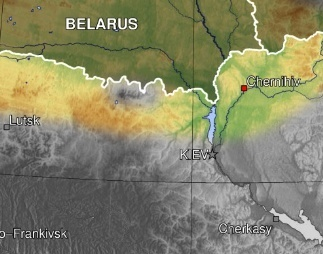 BELARUS
Chernihiv
Lutsk
KIEV
Cherkasy
o-Frankivsk